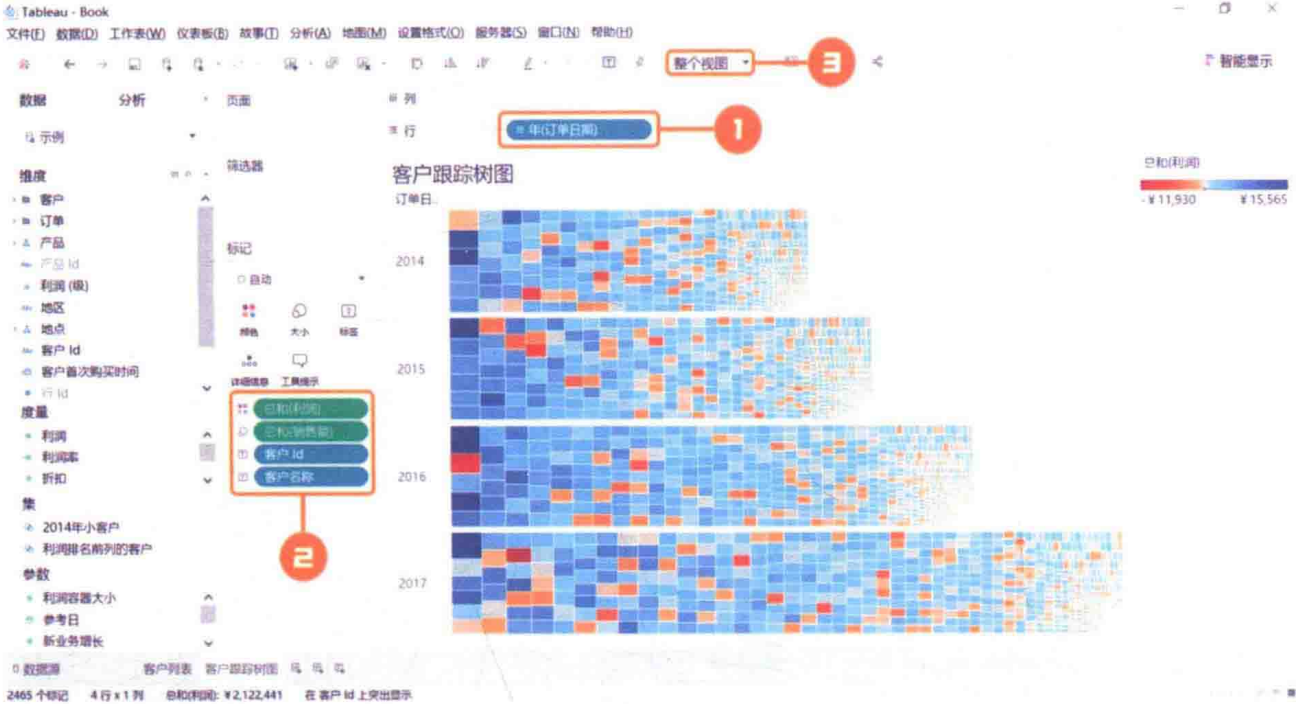 Tableau - Book
文件(F) 数据(D) 工作表(W) 仪表板(B) 故事(T) 分析(A) 地图(M) 设置格式(O) 服务器(S) 窗口(N) 帮助(H)
整个视图
3
智能显示
数据 分析
页面
列
示例
行
年(订单日期)
1
筛选器
客户跟踪树图
总和(利润)
-¥11,930 ¥15,565
维度
订单日..
客户
订单
产品
产品 Id
利润 (级)
地区
地点
客户 Id
客户首次购买时间
行 Id
标记
自动
颜色 大小 标签
详细信息 工具提示
总和(利润)
总和(销售额)
客户 Id
客户名称
2
2014
2015
2016
2017
度量
利润
利润率
折扣
集
2014年小客户
利润排名前列的客户
参数
利润容器大小
参考日
新业务增长
数据源 客户列表 客户跟踪树图
2465 个标记 4 行 x 1 列 总和(利润): ¥2,122,441 在 客户 Id 上突出显示